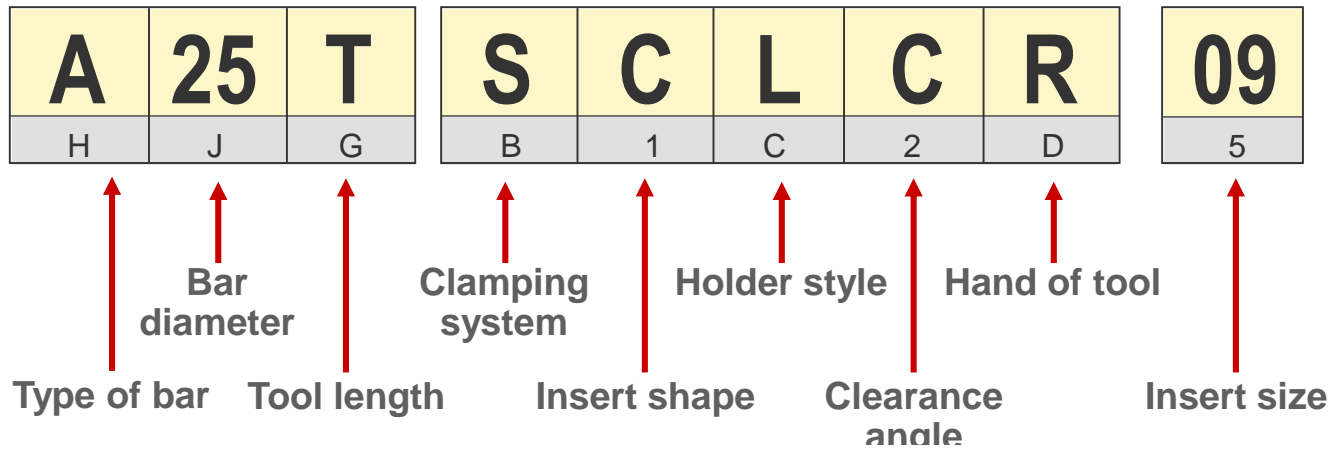 A 25 T S C L C R 09
H J G B 1 C 2 D 5
Bar
diameter
Clamping
system
Holder style
Hand of tool
Type of bar
Tool length
Insert shape
Clearance
angle
Insert size